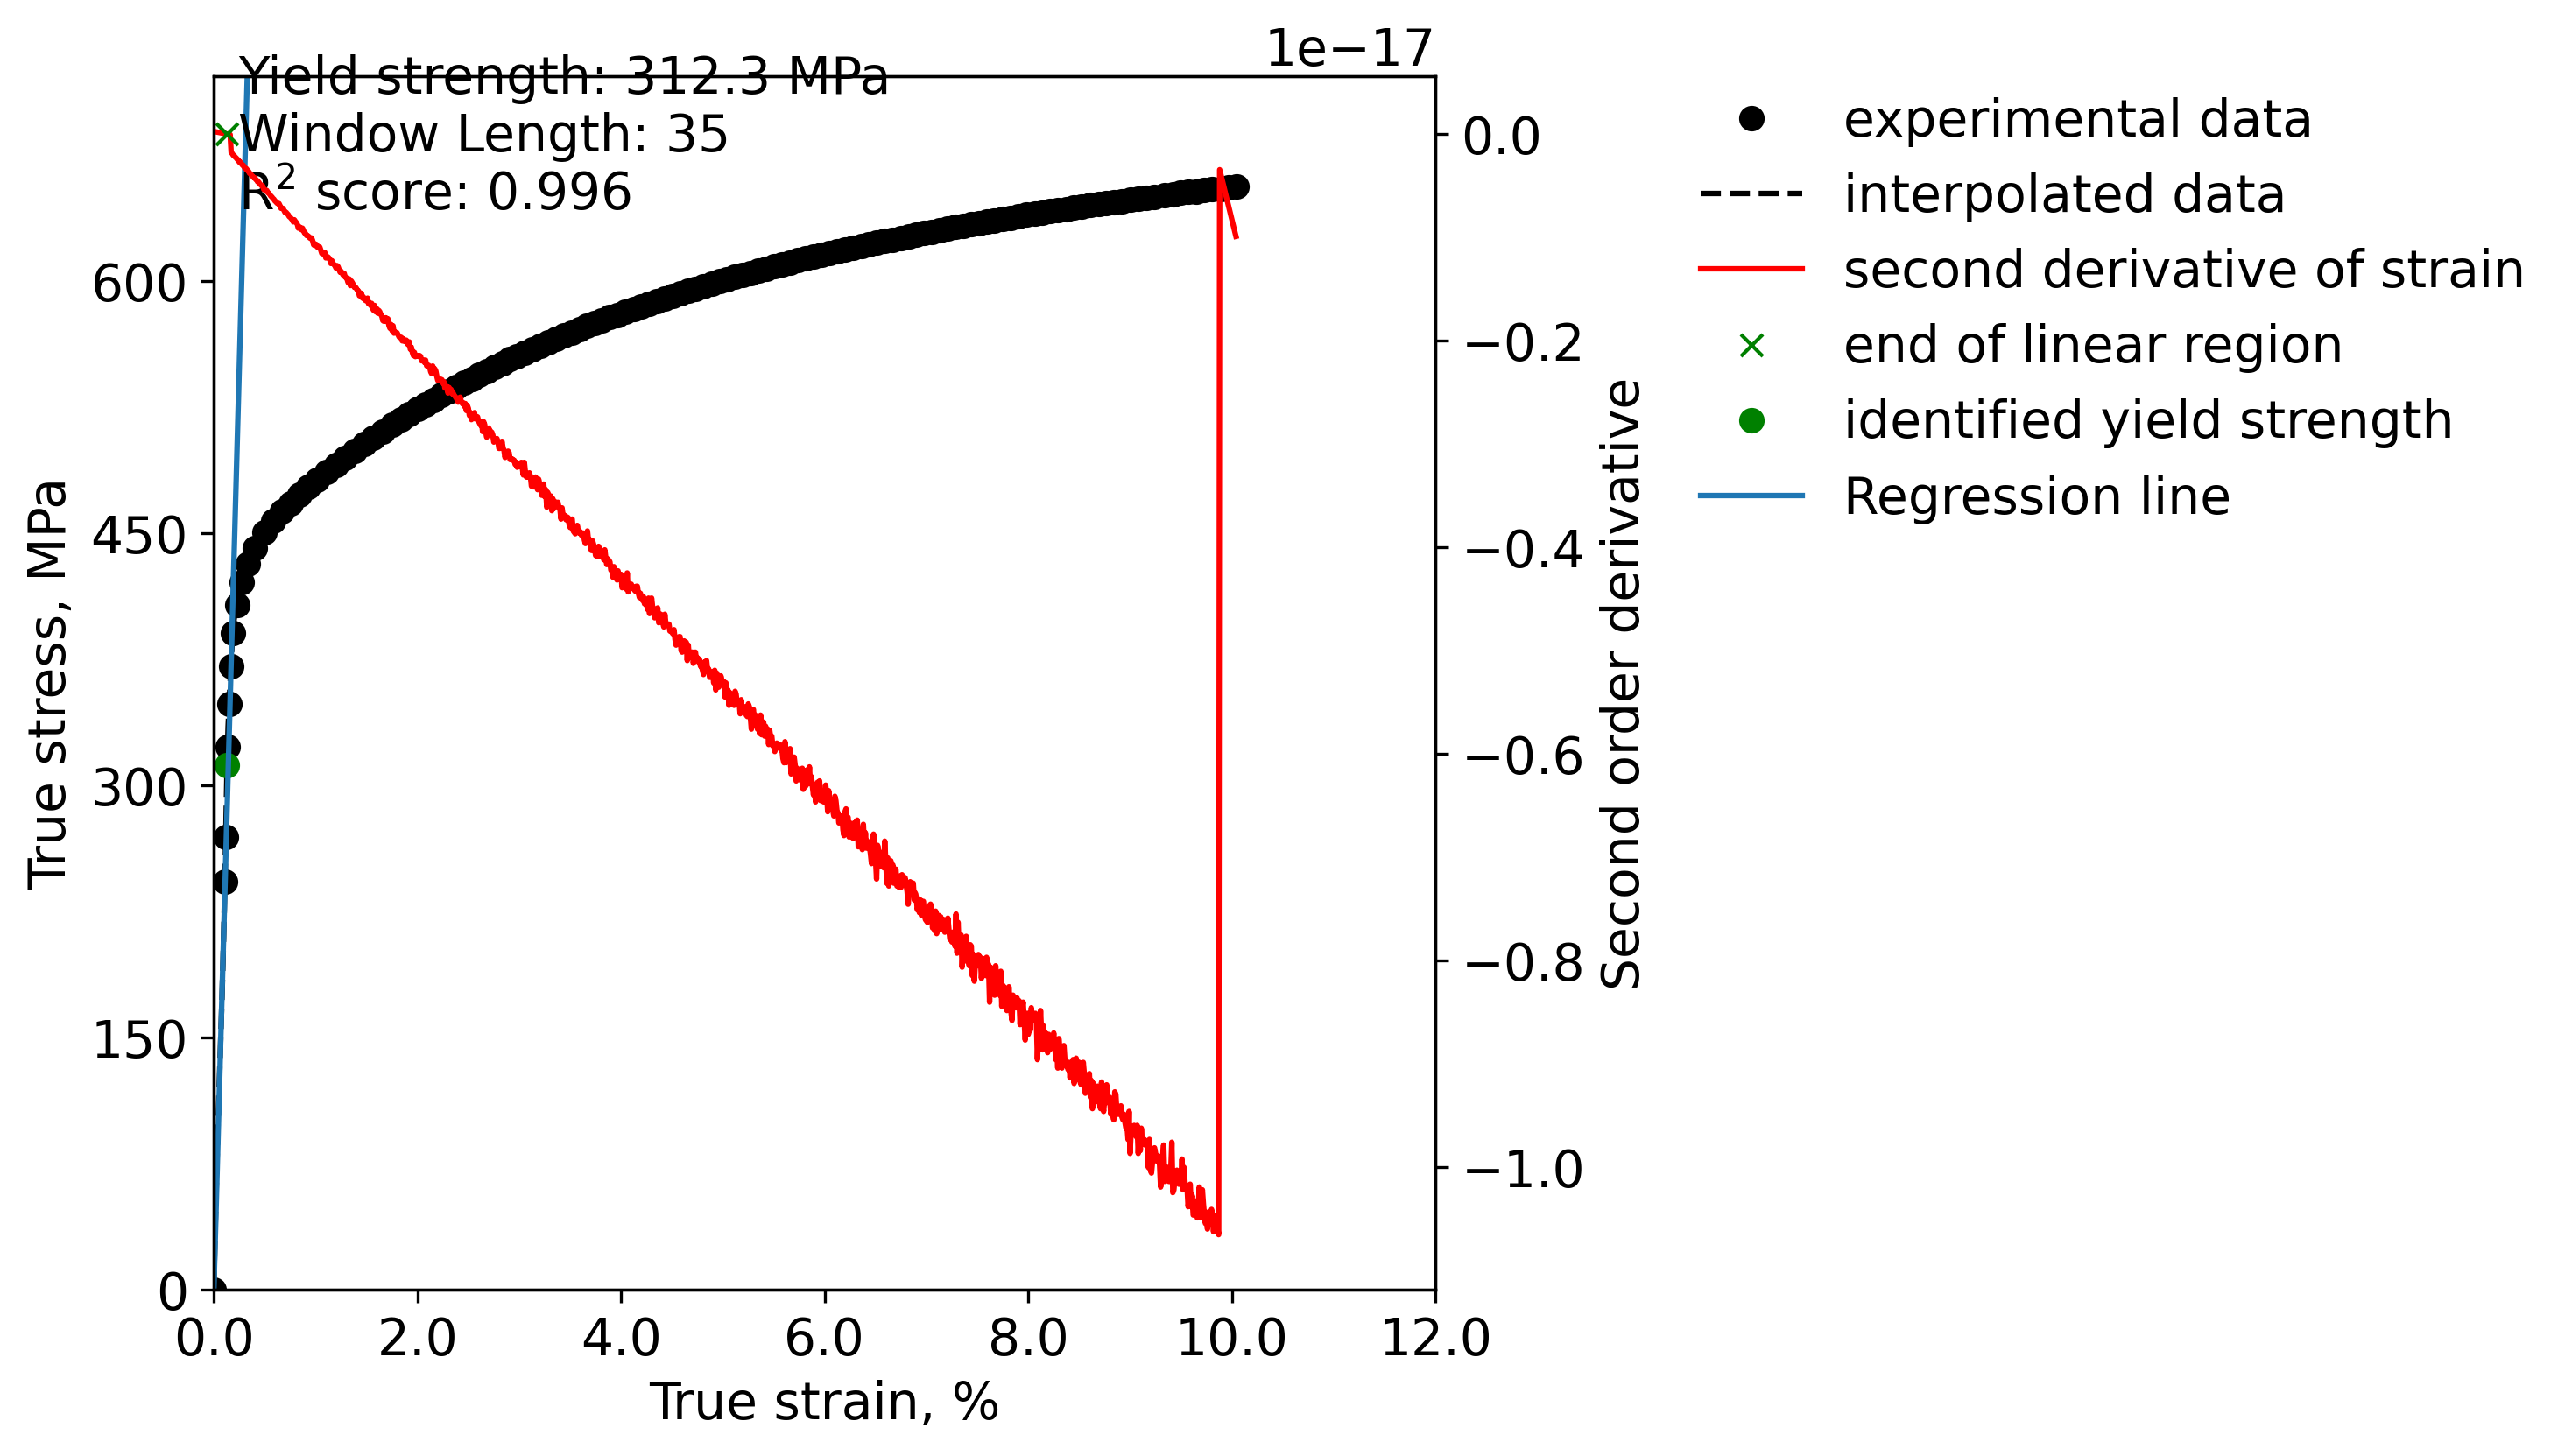 1e−17
Yield strength: 312.3 MPa
Window Length: 35
R² score: 0.996
600
450
300
150
0
True stress, MPa
0.0
2.0
4.0
6.0
8.0
10.0
12.0
True strain, %
0.0
−0.2
−0.4
−0.6
−0.8
−1.0
Second order derivative
experimental data
interpolated data
second derivative of strain
end of linear region
identified yield strength
Regression line